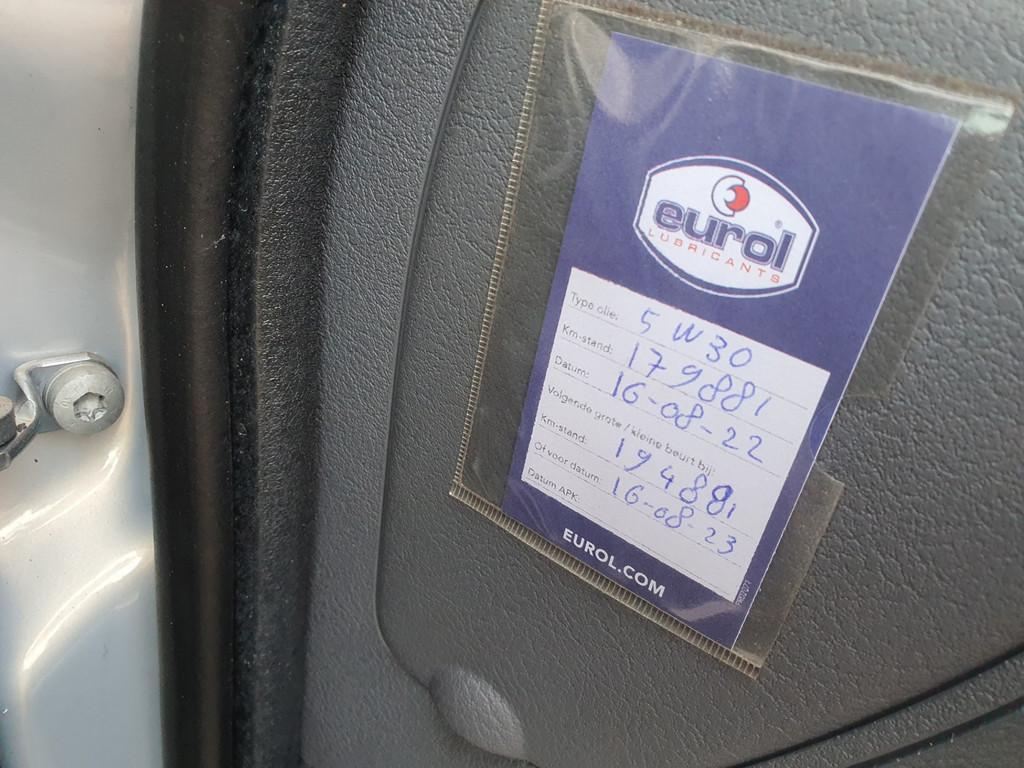 eurol ®
LUBRICANTS
Type olie: 5 W 30
Km-stand: 179881
Datum: 16-08-22
Volgende grote / kleine beurt bij:
Km-stand: 194881
Of voor datum: 16-08-23
Datum APK:
EUROL.COM